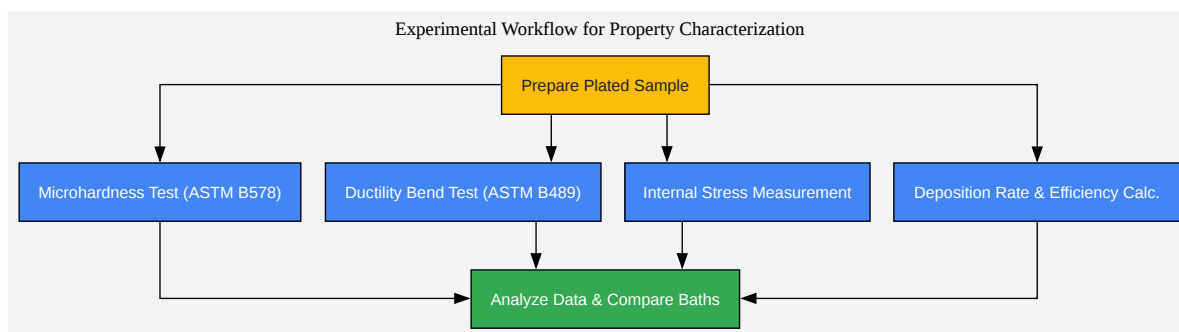 Experimental Workflow for Property Characterization
Prepare Plated Sample
Microhardness Test (ASTM B578)
Ductility Bend Test (ASTM B489)
Internal Stress Measurement
Deposition Rate & Efficiency Calc.
Analyze Data & Compare Baths